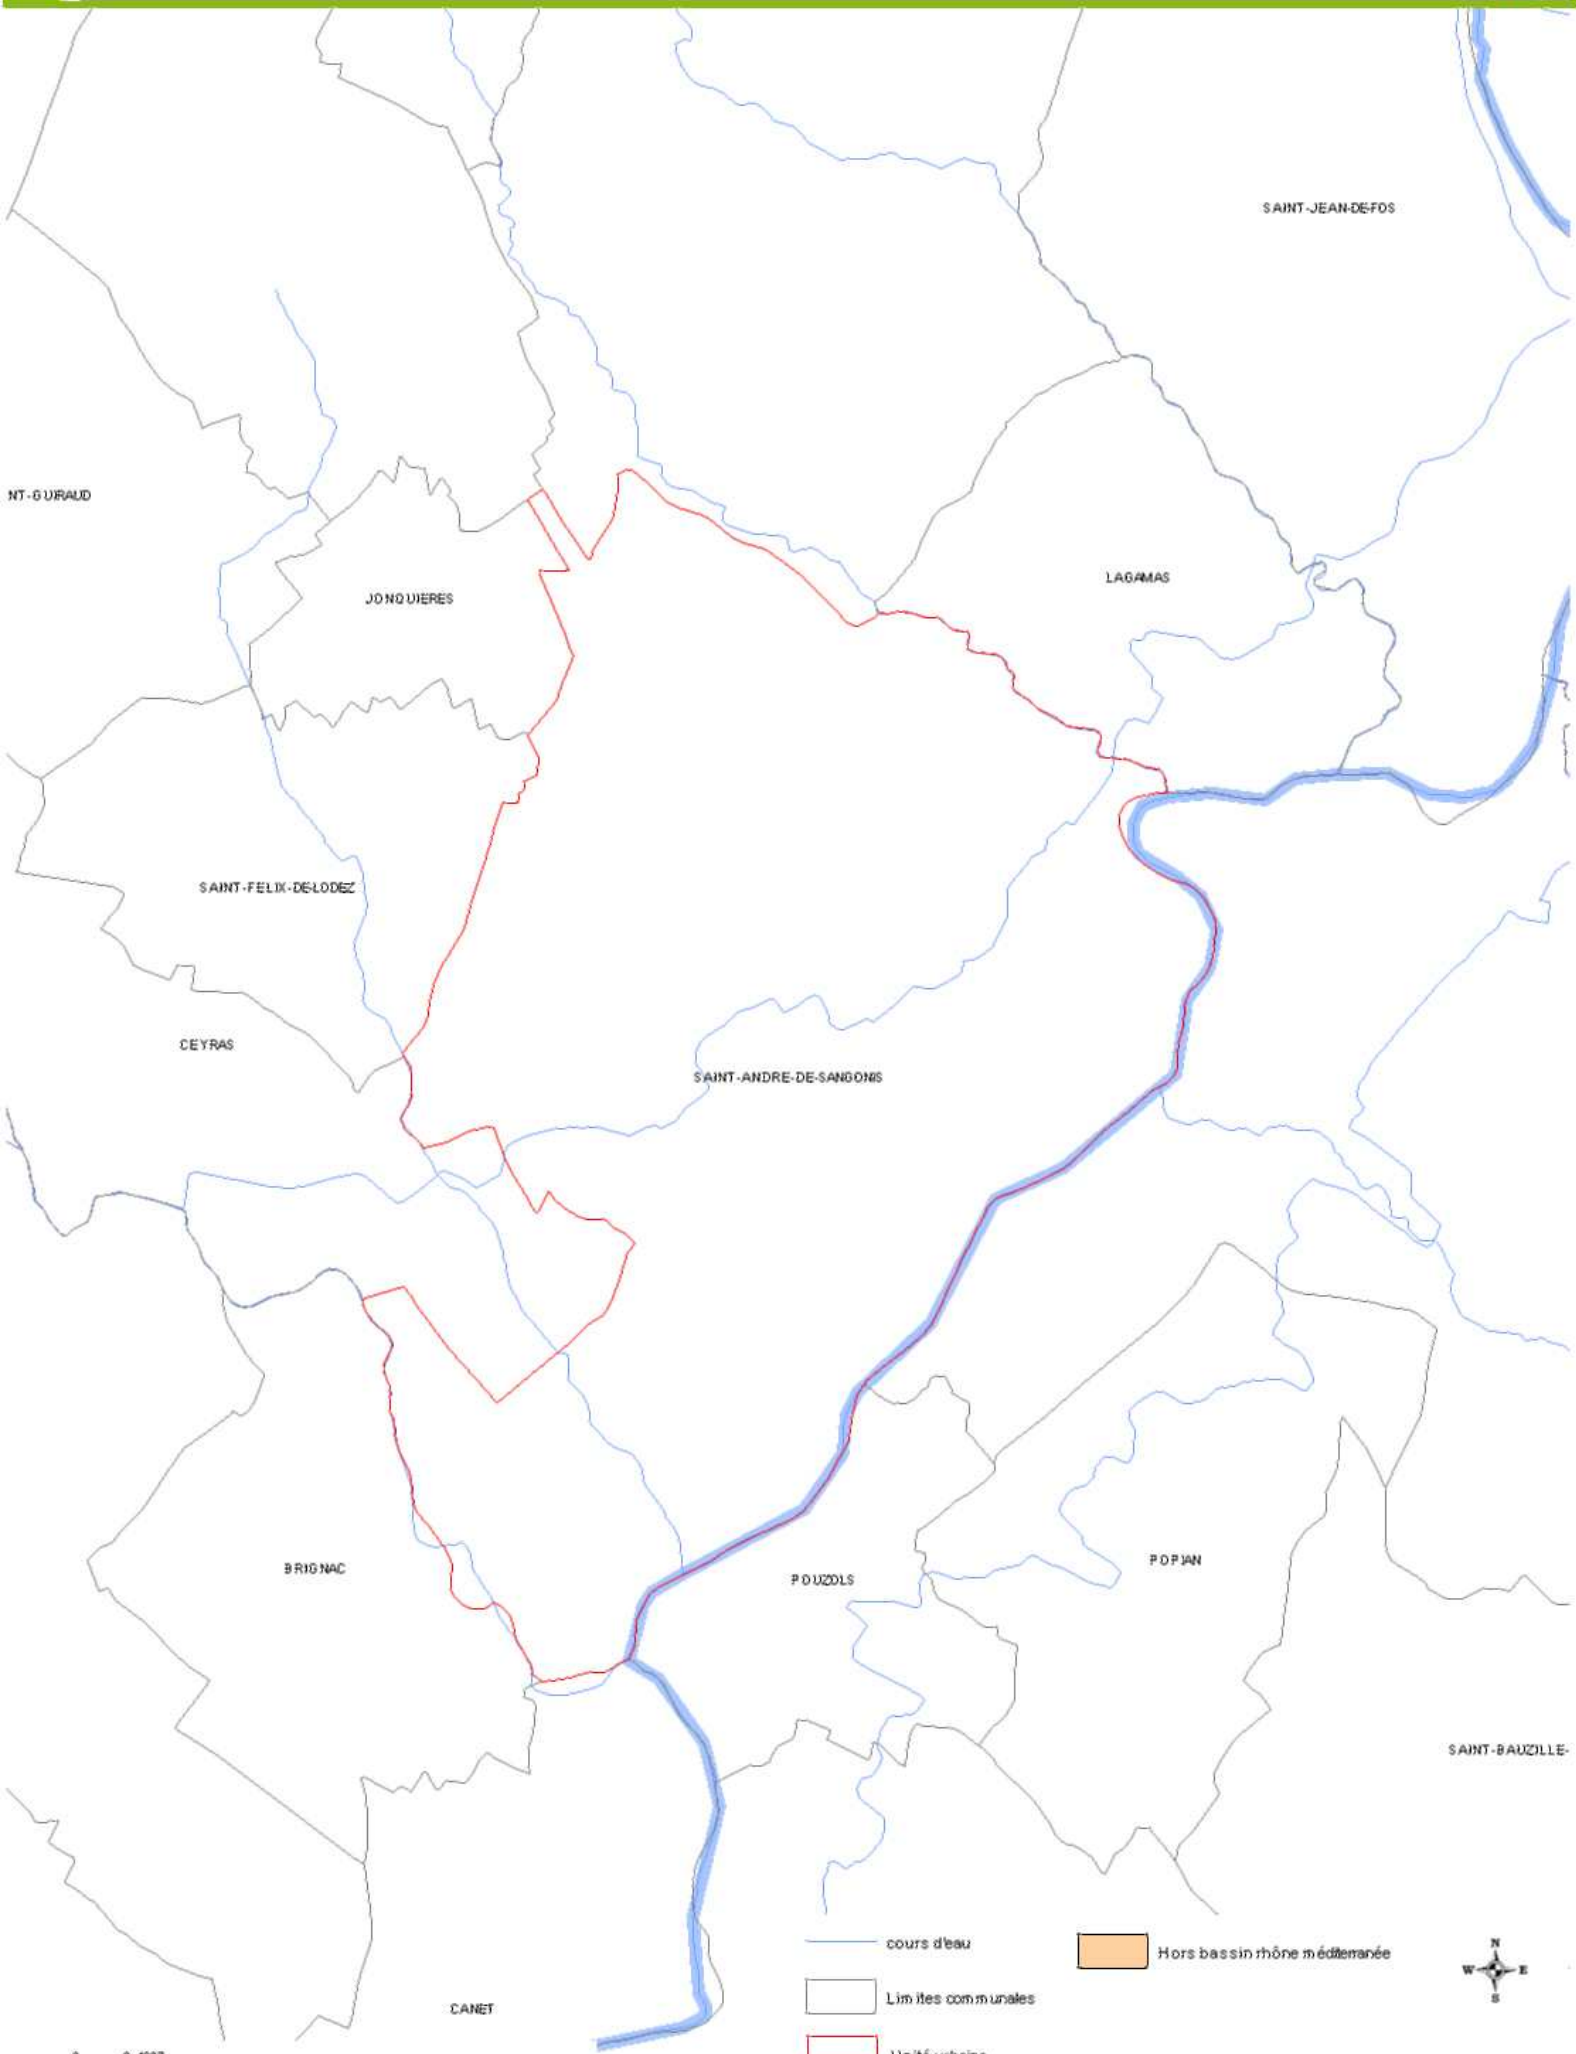 SAINT-JEAN-DE-FOS
NT-GUIRAUD
LAGAMAS
JONQUIERES
SAINT-FELIX-DE-LODEZ
CEYRAS
SAINT-ANDRE-DE-SANGONIS
POPIAN
BRIGNAC
POUZOLS
SAINT-BAUZILLE-
cours d'eau
Hors bassin rhône méditerranée
N
W E
S
Limites communales
CANET